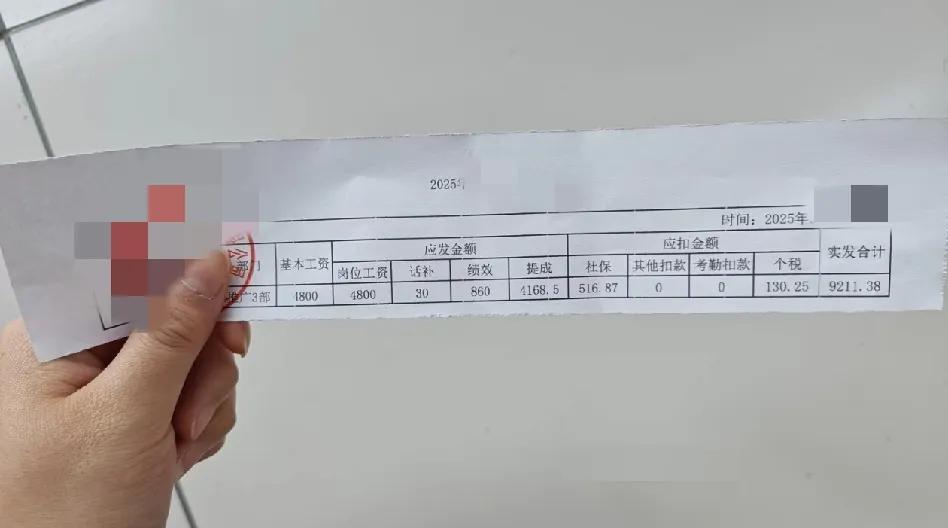 2025年
时间：2025年
部门 基本工资 应发金额 应扣金额 实发合计
岗位工资 话补 绩效 提成 社保 其他扣款 考勤扣款 个税
推广3部 4800 4800 30 860 4168.5 516.87 0 0 130.25 9211.38